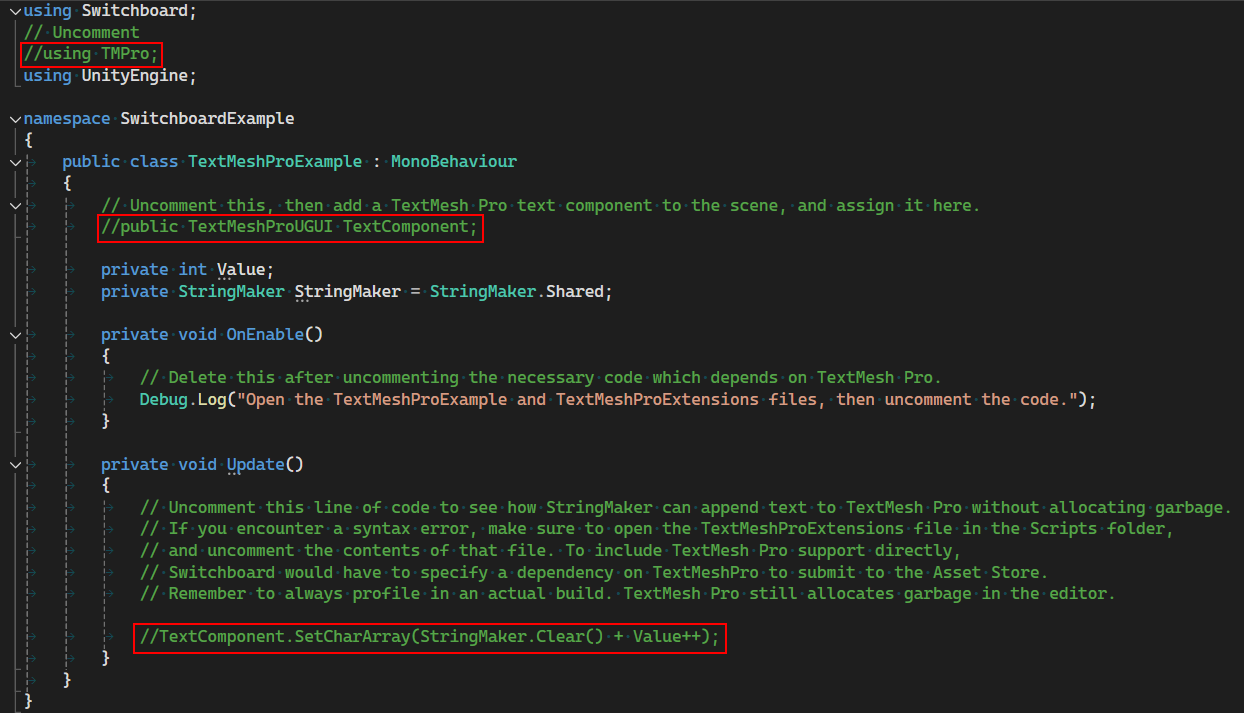 using Switchboard;
// Uncomment
//using TMPro;
using UnityEngine;
namespace SwitchboardExample
{
public class TextMeshProExample : MonoBehaviour
{
// Uncomment this, then add a TextMesh Pro text component to the scene, and assign it here.
//public TextMeshProUGUI TextComponent;
private int Value;
private StringMaker StringMaker = StringMaker.Shared;
private void OnEnable()
{
// Delete this after uncommenting the necessary code which depends on TextMesh Pro.
Debug.Log("Open the TextMeshProExample and TextMeshProExtensions files, then uncomment the code.");
}
private void Update()
{
// Uncomment this line of code to see how StringMaker can append text to TextMesh Pro without allocating garbage.
// If you encounter a syntax error, make sure to open the TextMeshProExtensions file in the Scripts folder,
// and uncomment the contents of that file. To include TextMesh Pro support directly,
// Switchboard would have to specify a dependency on TextMeshPro to submit to the Asset Store.
// Remember to always profile in an actual build. TextMesh Pro still allocates garbage in the editor.
//TextComponent.SetCharArray(StringMaker.Clear() + Value++);
}
}
}